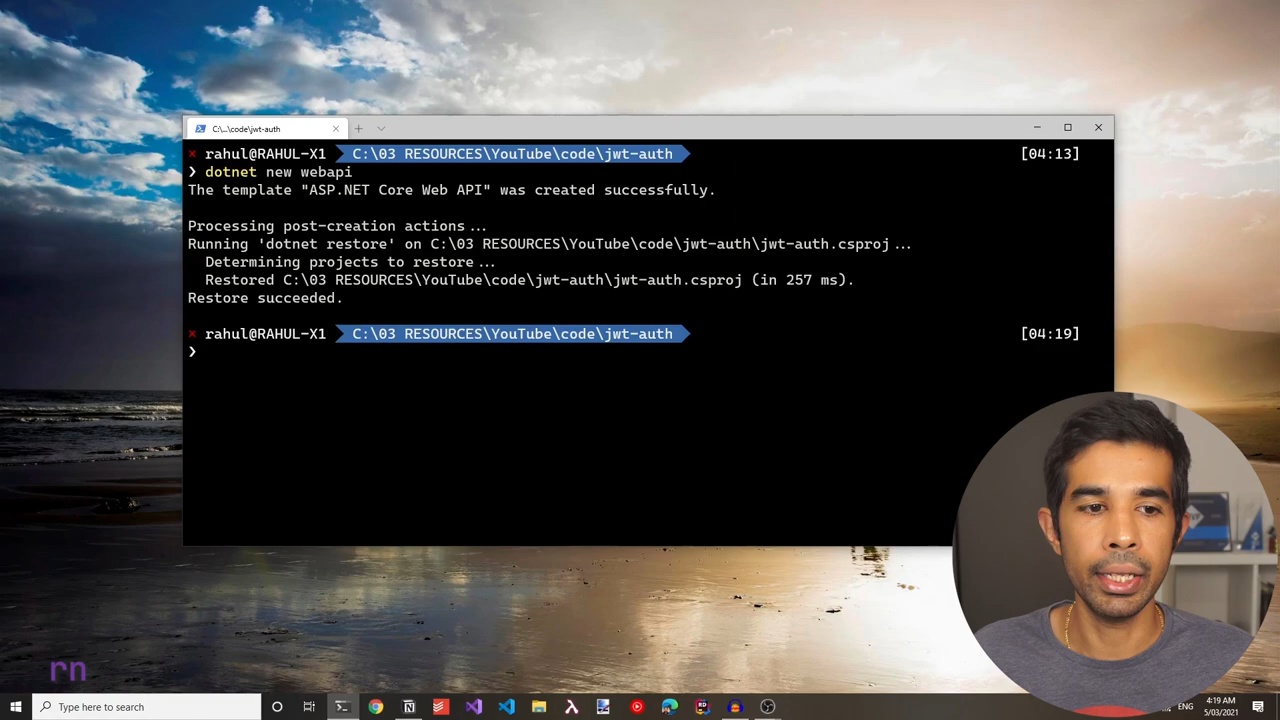 C:\...\code\jwt-auth
× rahul@RAHUL-X1 C:\03 RESOURCES\YouTube\code\jwt-auth [04:13]
❯ dotnet new webapi
The template "ASP.NET Core Web API" was created successfully.
Processing post-creation actions...
Running 'dotnet restore' on C:\03 RESOURCES\YouTube\code\jwt-auth\jwt-auth.csproj...
Determining projects to restore...
Restored C:\03 RESOURCES\YouTube\code\jwt-auth\jwt-auth.csproj (in 257 ms).
Restore succeeded.
× rahul@RAHUL-X1 C:\03 RESOURCES\YouTube\code\jwt-auth [04:19]
❯
rn
Type here to search
ENG
4:19 AM
5/03/2021